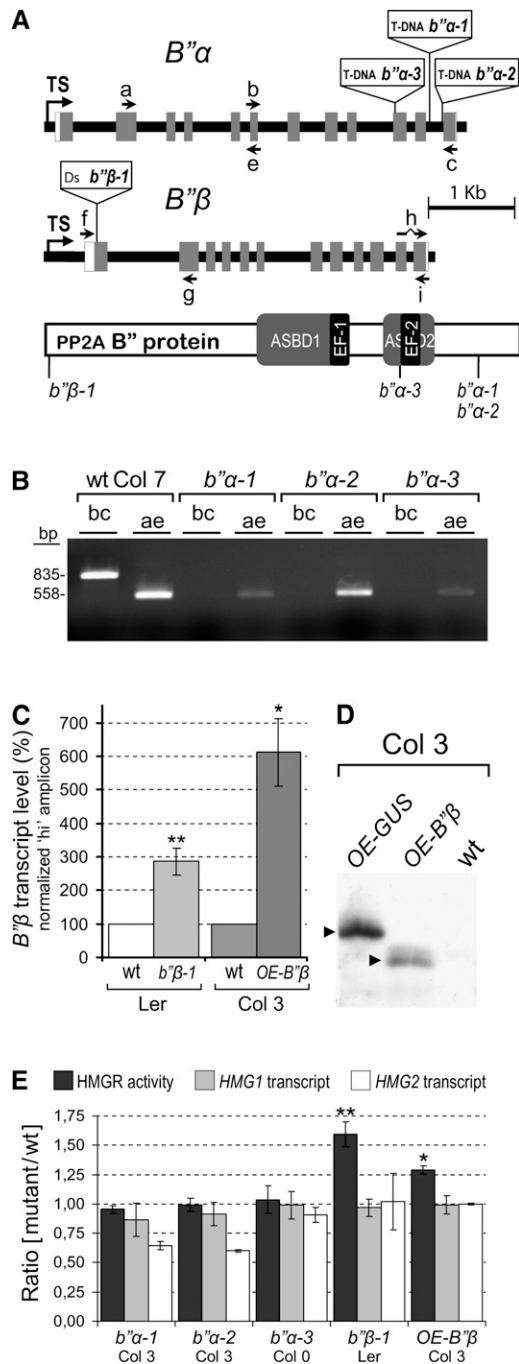 A
B”α
T-DNA b”α-1
T-DNA b”α-3
T-DNA b”α-2
TS
a
b
e
c
B”β
Ds b”β-1
1 Kb
TS
f
h
g
i
PP2A B” protein
ASBD1
EF-1
ASBD2
EF-2
b”β-1
b”α-3
b”α-1
b”α-2
B
wt Col 7
b”α-1
b”α-2
b”α-3
bp
bc
ae
bc
ae
bc
ae
bc
ae
835-
558-
C
B”β transcript level (%)
normalized ‘hi’ amplicon
700
600
500
400
300
200
100
0
**
*
wt
b”β-1
wt
OE-B”β
Ler
Col 3
D
Col 3
OE-GUS
OE-B”β
wt
E
HMGR activity
HMG1 transcript
HMG2 transcript
Ratio [mutant/wt]
1,75
1,50
1,25
1,00
0,75
0,50
0,25
0,00
**
*
b”α-1
b”α-2
b”α-3
b”β-1
OE-B”β
Col 3
Col 3
Col 0
Ler
Col 3